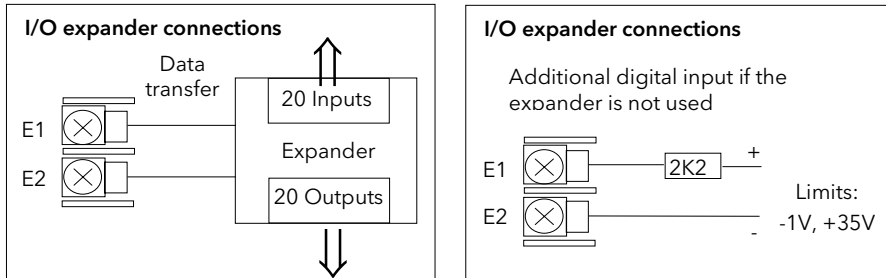 I/O expander connections
Data
transfer
20 Inputs
E1
Expander
E2
20 Outputs
I/O expander connections
Additional digital input if the
expander is not used
E1
2K2
+
Limits:
E2
-1V, +35V
-